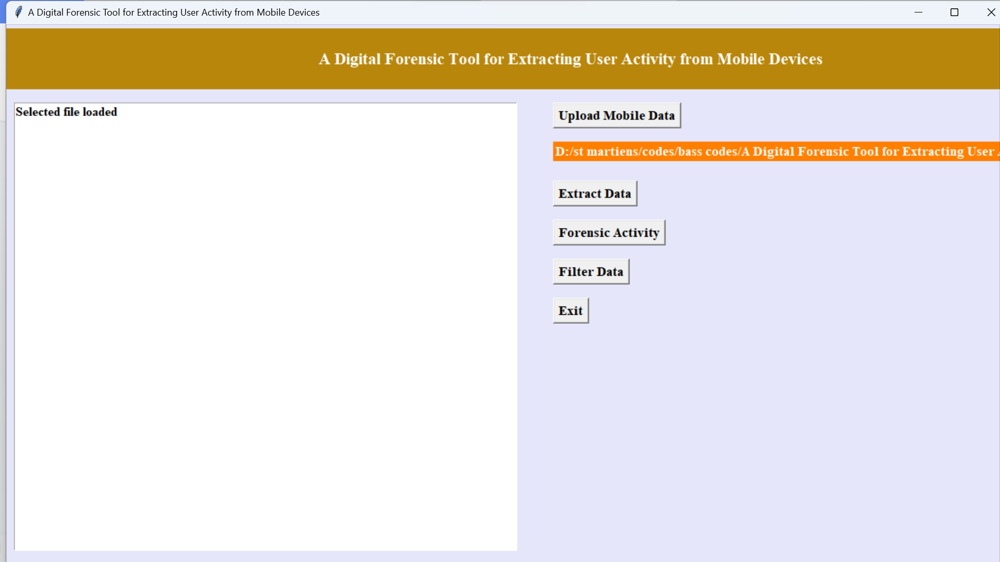 A Digital Forensic Tool for Extracting User Activity from Mobile Devices
A Digital Forensic Tool for Extracting User Activity from Mobile Devices
Selected file loaded
Upload Mobile Data
D:/st martiens/codes/bass codes/A Digital Forensic Tool for Extracting User
Extract Data
Forensic Activity
Filter Data
Exit